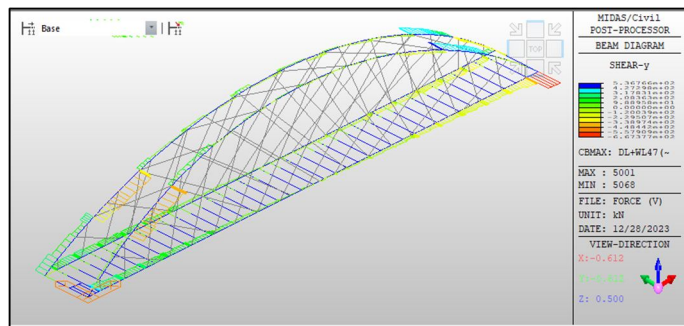 Base
TOP
MIDAS/Civil
POST-PROCESSOR
BEAM DIAGRAM
SHEAR-y
5.36766e+02
4.27298e+02
3.17831e+02
2.08363e+02
9.88958e+01
0.00000e+00
-1.20039e+02
-2.29507e+02
-3.38974e+02
-4.48442e+02
-5.57909e+02
-6.67377e+02
CBMAX: DL+WL47(~
MAX : 5001
MIN : 5068
FILE: FORCE (V)
UNIT: kN
DATE: 12/28/2023
VIEW-DIRECTION
X:-0.612
Z: 0.500